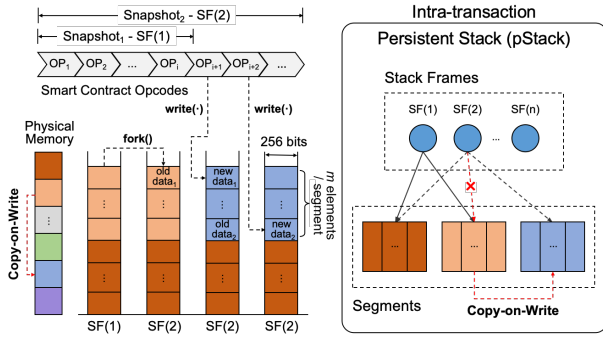 Snapshot2 - SF(2)
Snapshot1 - SF(1)
OP1 OP2 ... OPi OPi+1 OPi+2 ...
Smart Contract Opcodes
write(·) write(·)
Physical
Memory
fork()
256 bits
old
data1
new
data1
old
data2
new
data2
m elements
/ segment
Copy-on-Write
SF(1) SF(2) SF(2) SF(2)
Intra-transaction
Persistent Stack (pStack)
Stack Frames
SF(1) SF(2) SF(n)
...
... ... ...
Segments
Copy-on-Write